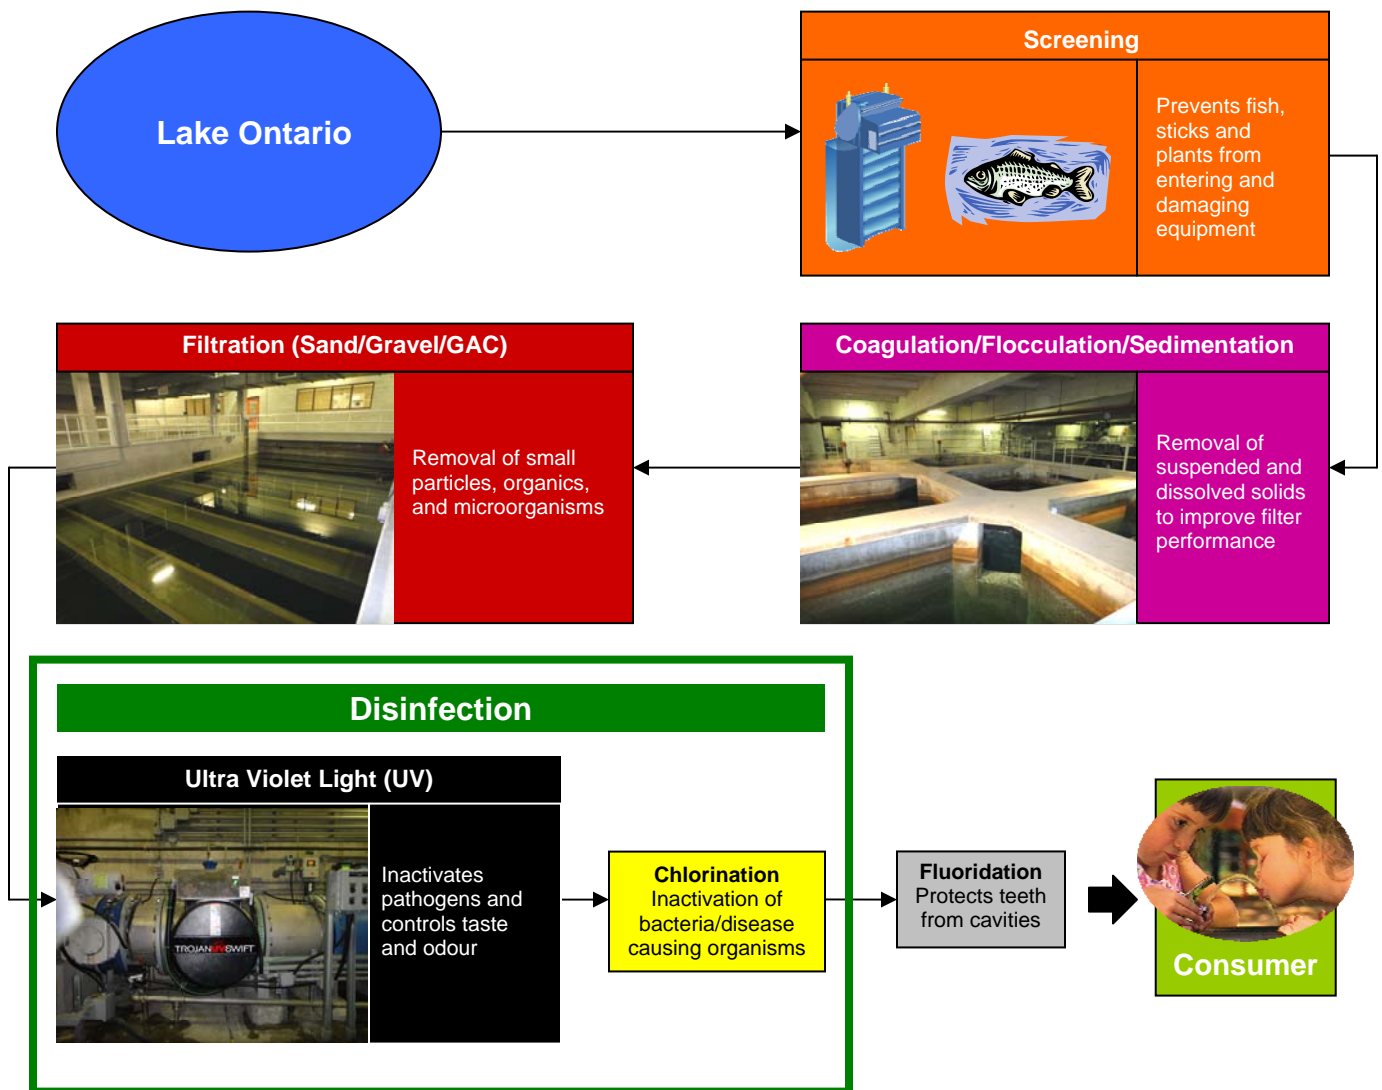 Lake Ontario
Screening
Prevents fish,
sticks and
plants from
entering and
damaging
equipment
Coagulation/Flocculation/Sedimentation
Removal of
suspended and
dissolved solids
to improve filter
performance
Filtration (Sand/Gravel/GAC)
Removal of small
particles, organics,
and microorganisms
Disinfection
Ultra Violet Light (UV)
TROJANUVSWIFT
Inactivates
pathogens and
controls taste
and odour
Chlorination
Inactivation of
bacteria/disease
causing organisms
Fluoridation
Protects teeth
from cavities
Consumer